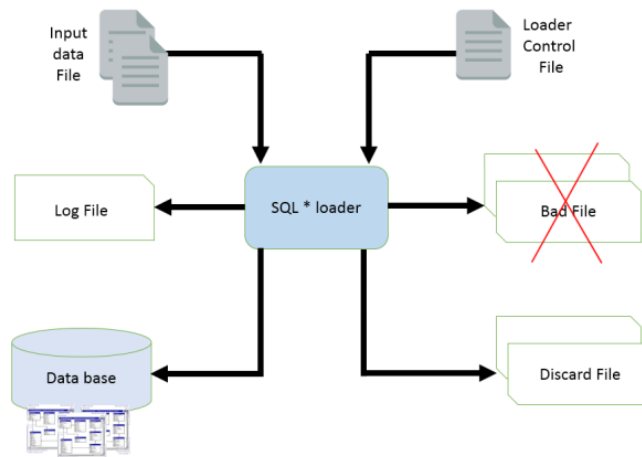 Input
data
File
Loader
Control
File
Log File
SQL * loader
Bad File
Data base
Discard File